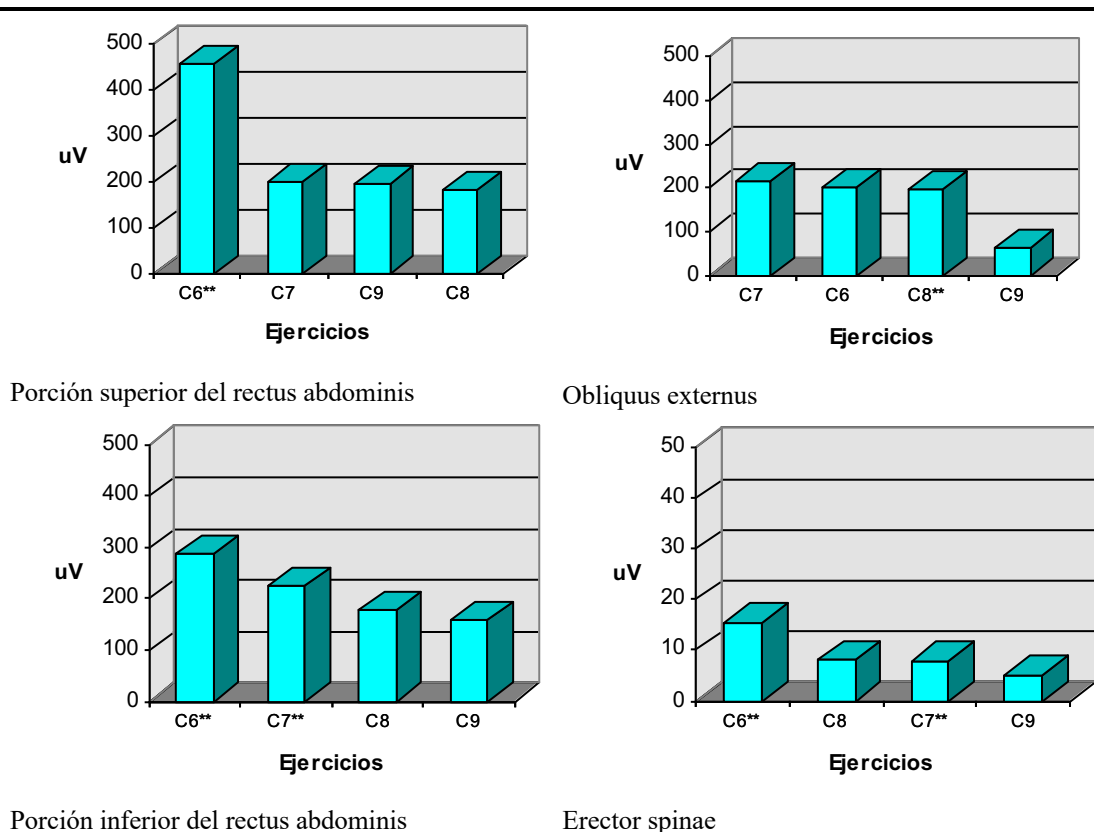 500
400
300
200
100
0
uV
C6** C7 C9 C8
Ejercicios
500
400
300
200
100
0
uV
C7 C6 C8** C9
Ejercicios
Porción superior del rectus abdominis
Obliquus externus
500
400
300
200
100
0
uV
C6** C7** C8 C9
Ejercicios
50
40
30
20
10
0
uV
C6** C8 C7** C9
Ejercicios
Porción inferior del rectus abdominis
Erector spinae